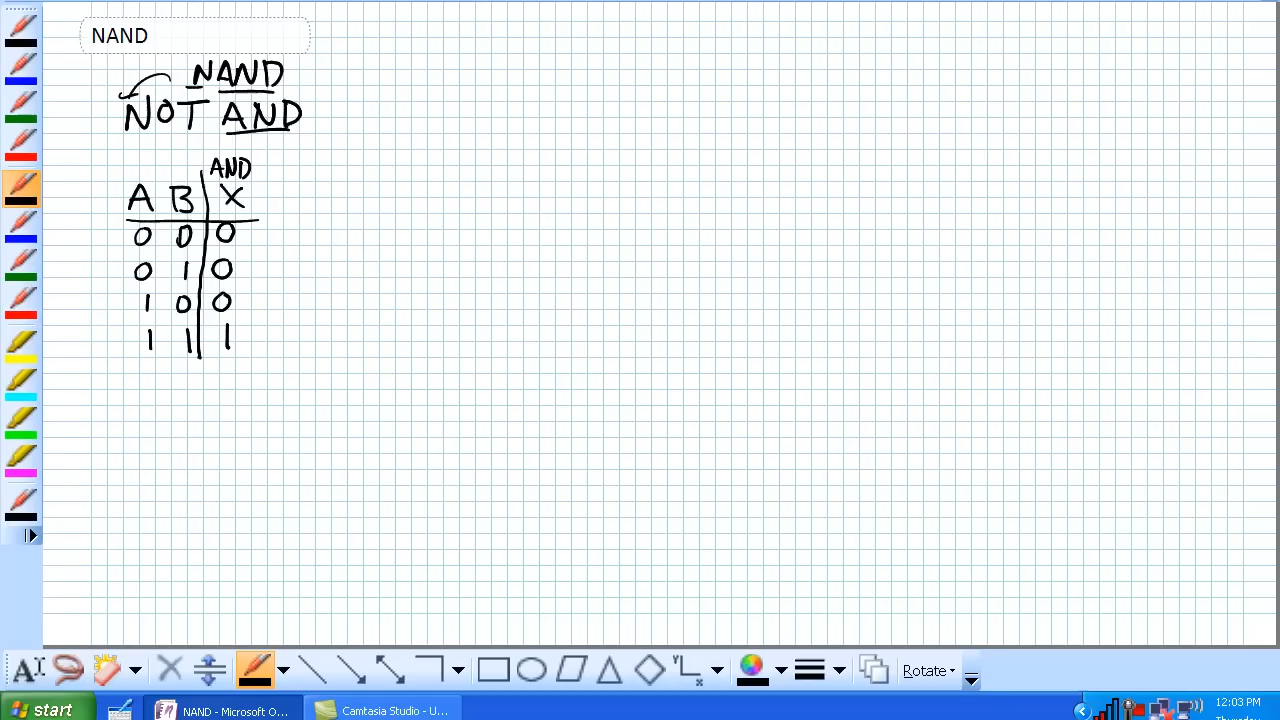 NAND
NAND
NOT AND
AND
A B X
0 0 0
0 1 0
1 0 0
1 1 1
Rotate
start
NAND - Microsoft O...
Camtasia Studio - U...
12:03 PM
Thursday